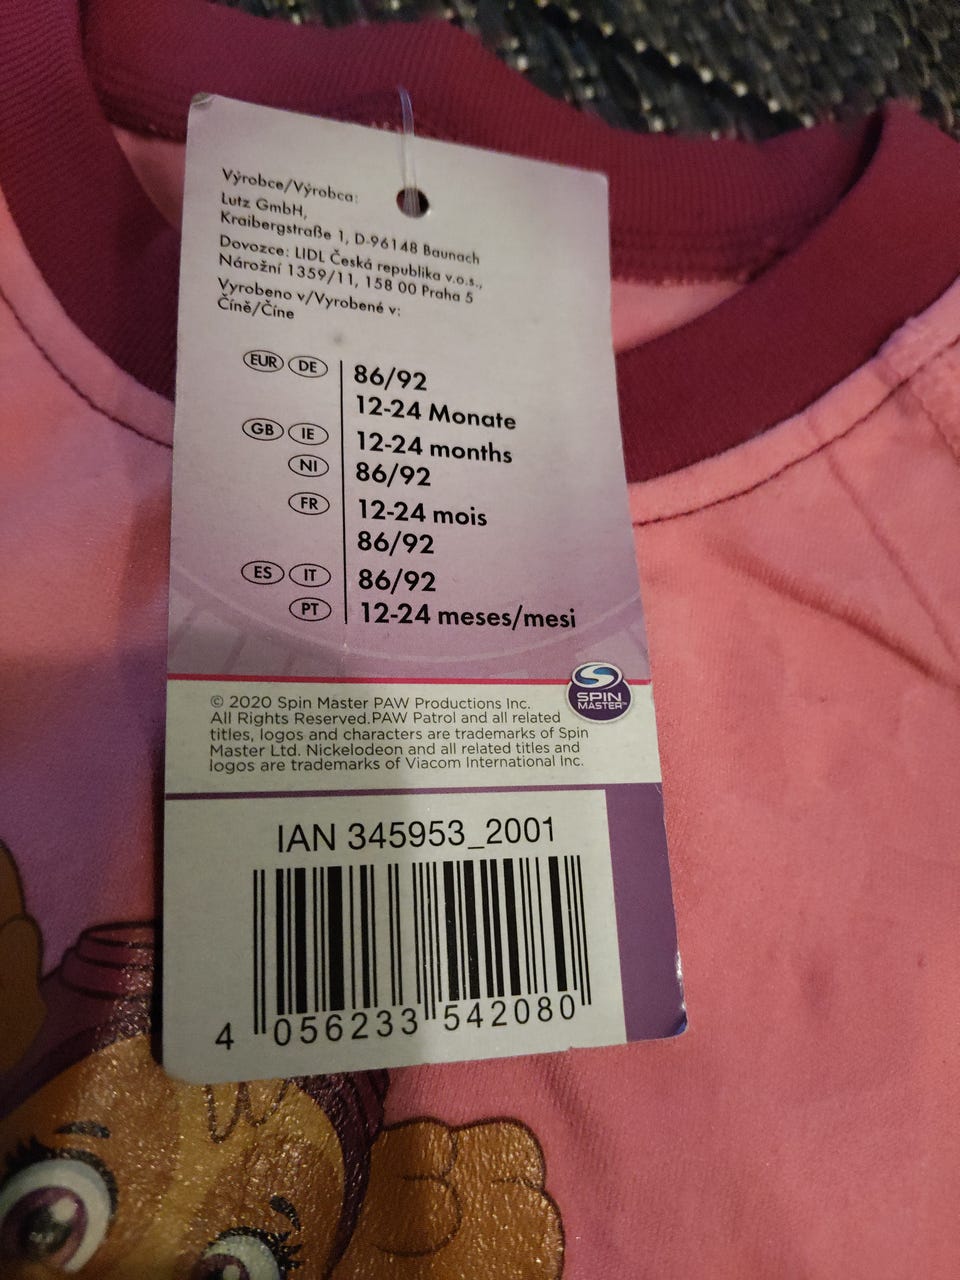 Výrobce/Výrobca:
Lutz GmbH,
Kraibergstraße 1, D-96148 Baunach
Dovozce: LIDL Česká republika v.o.s.,
Nárožní 1359/11, 158 00 Praha 5
Vyrobeno v/Vyrobené v:
Číně/Číne
EUR DE 86/92
12-24 Monate
GB IE 12-24 months
NI 86/92
FR 12-24 mois
86/92
ES IT 86/92
PT 12-24 meses/mesi
SPIN
MASTER™
© 2020 Spin Master PAW Productions Inc.
All Rights Reserved.PAW Patrol and all related
titles, logos and characters are trademarks of Spin
Master Ltd. Nickelodeon and all related titles and
logos are trademarks of Viacom International Inc.
IAN 345953_2001
4 056233 542080